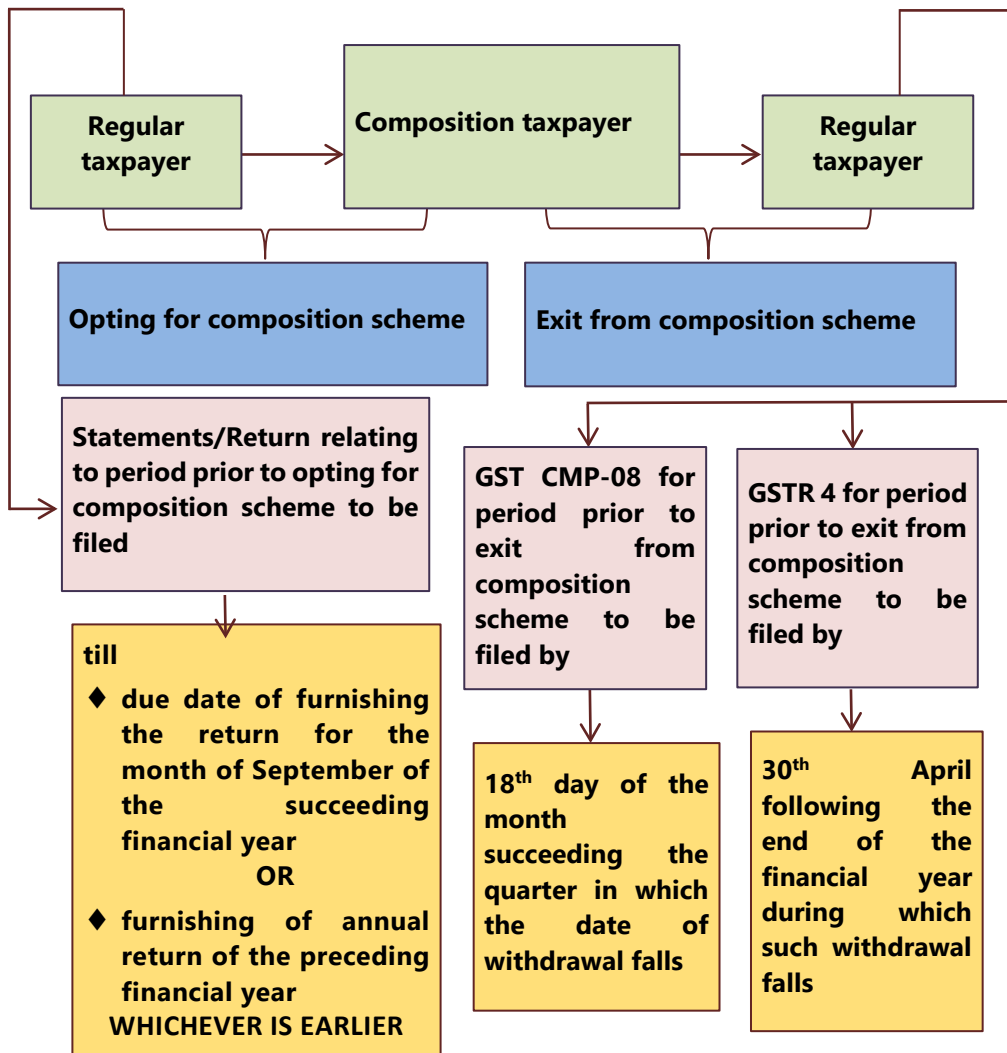 Regular
taxpayer
Composition taxpayer
Regular
taxpayer
Opting for composition scheme
Exit from composition scheme
Statements/Return relating
to period prior to opting for
composition scheme to be
filed
till
♦ due date of furnishing
the return for the
month of September of
the succeeding
financial year
OR
♦ furnishing of annual
return of the preceding
financial year
WHICHEVER IS EARLIER
GST CMP-08 for
period prior to
exit from
composition
scheme to be
filed by
18th day of the
month
succeeding the
quarter in which
the date of
withdrawal falls
GSTR 4 for period
prior to exit from
composition
scheme to be
filed by
30th April
following the
end of the
financial year
during which
such withdrawal
falls